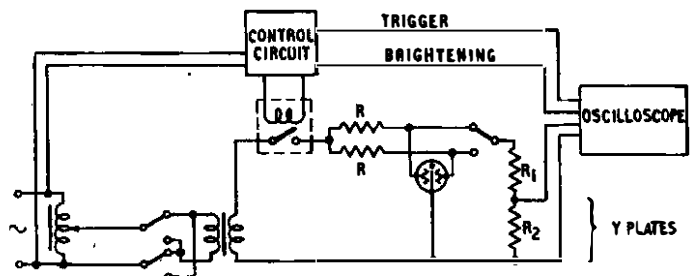 TRIGGER
CONTROL
CIRCUIT
BRIGHTENING
OSCILLOSCOPE
R
R
R1
R2
Y PLATES